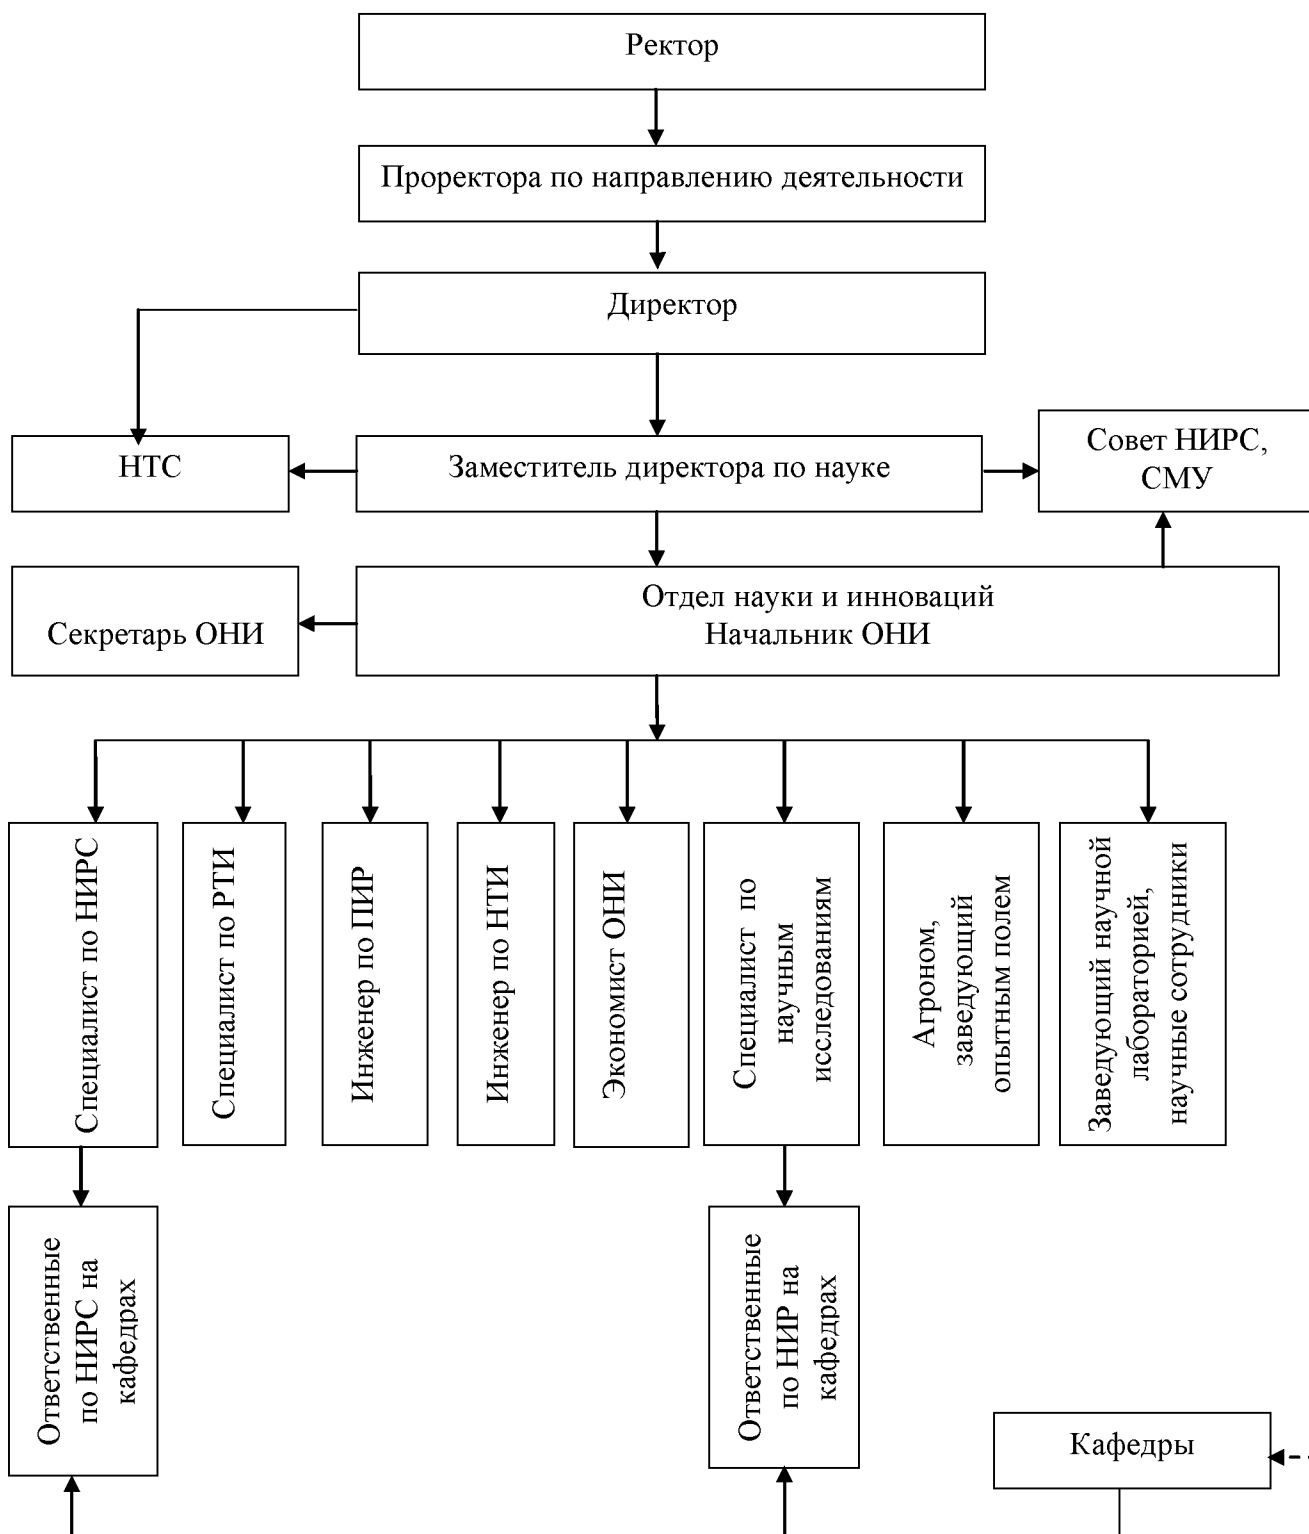 Ректор
Проректора по направлению деятельности
Директор
НТС
Заместитель директора по науке
Совет НИРС,
СМУ
Секретарь ОНИ
Отдел науки и инноваций
Начальник ОНИ
Специалист по НИРС
Специалист по РТИ
Инженер по ПИР
Инженер по НТИ
Экономист ОНИ
Специалист по
научным
исследованиям
Агроном,
заведующий
опытным полем
Заведующий научной
лабораторией,
научные сотрудники
Ответственные
по НИРС на
кафедрах
Ответственные
по НИР на
кафедрах
Кафедры